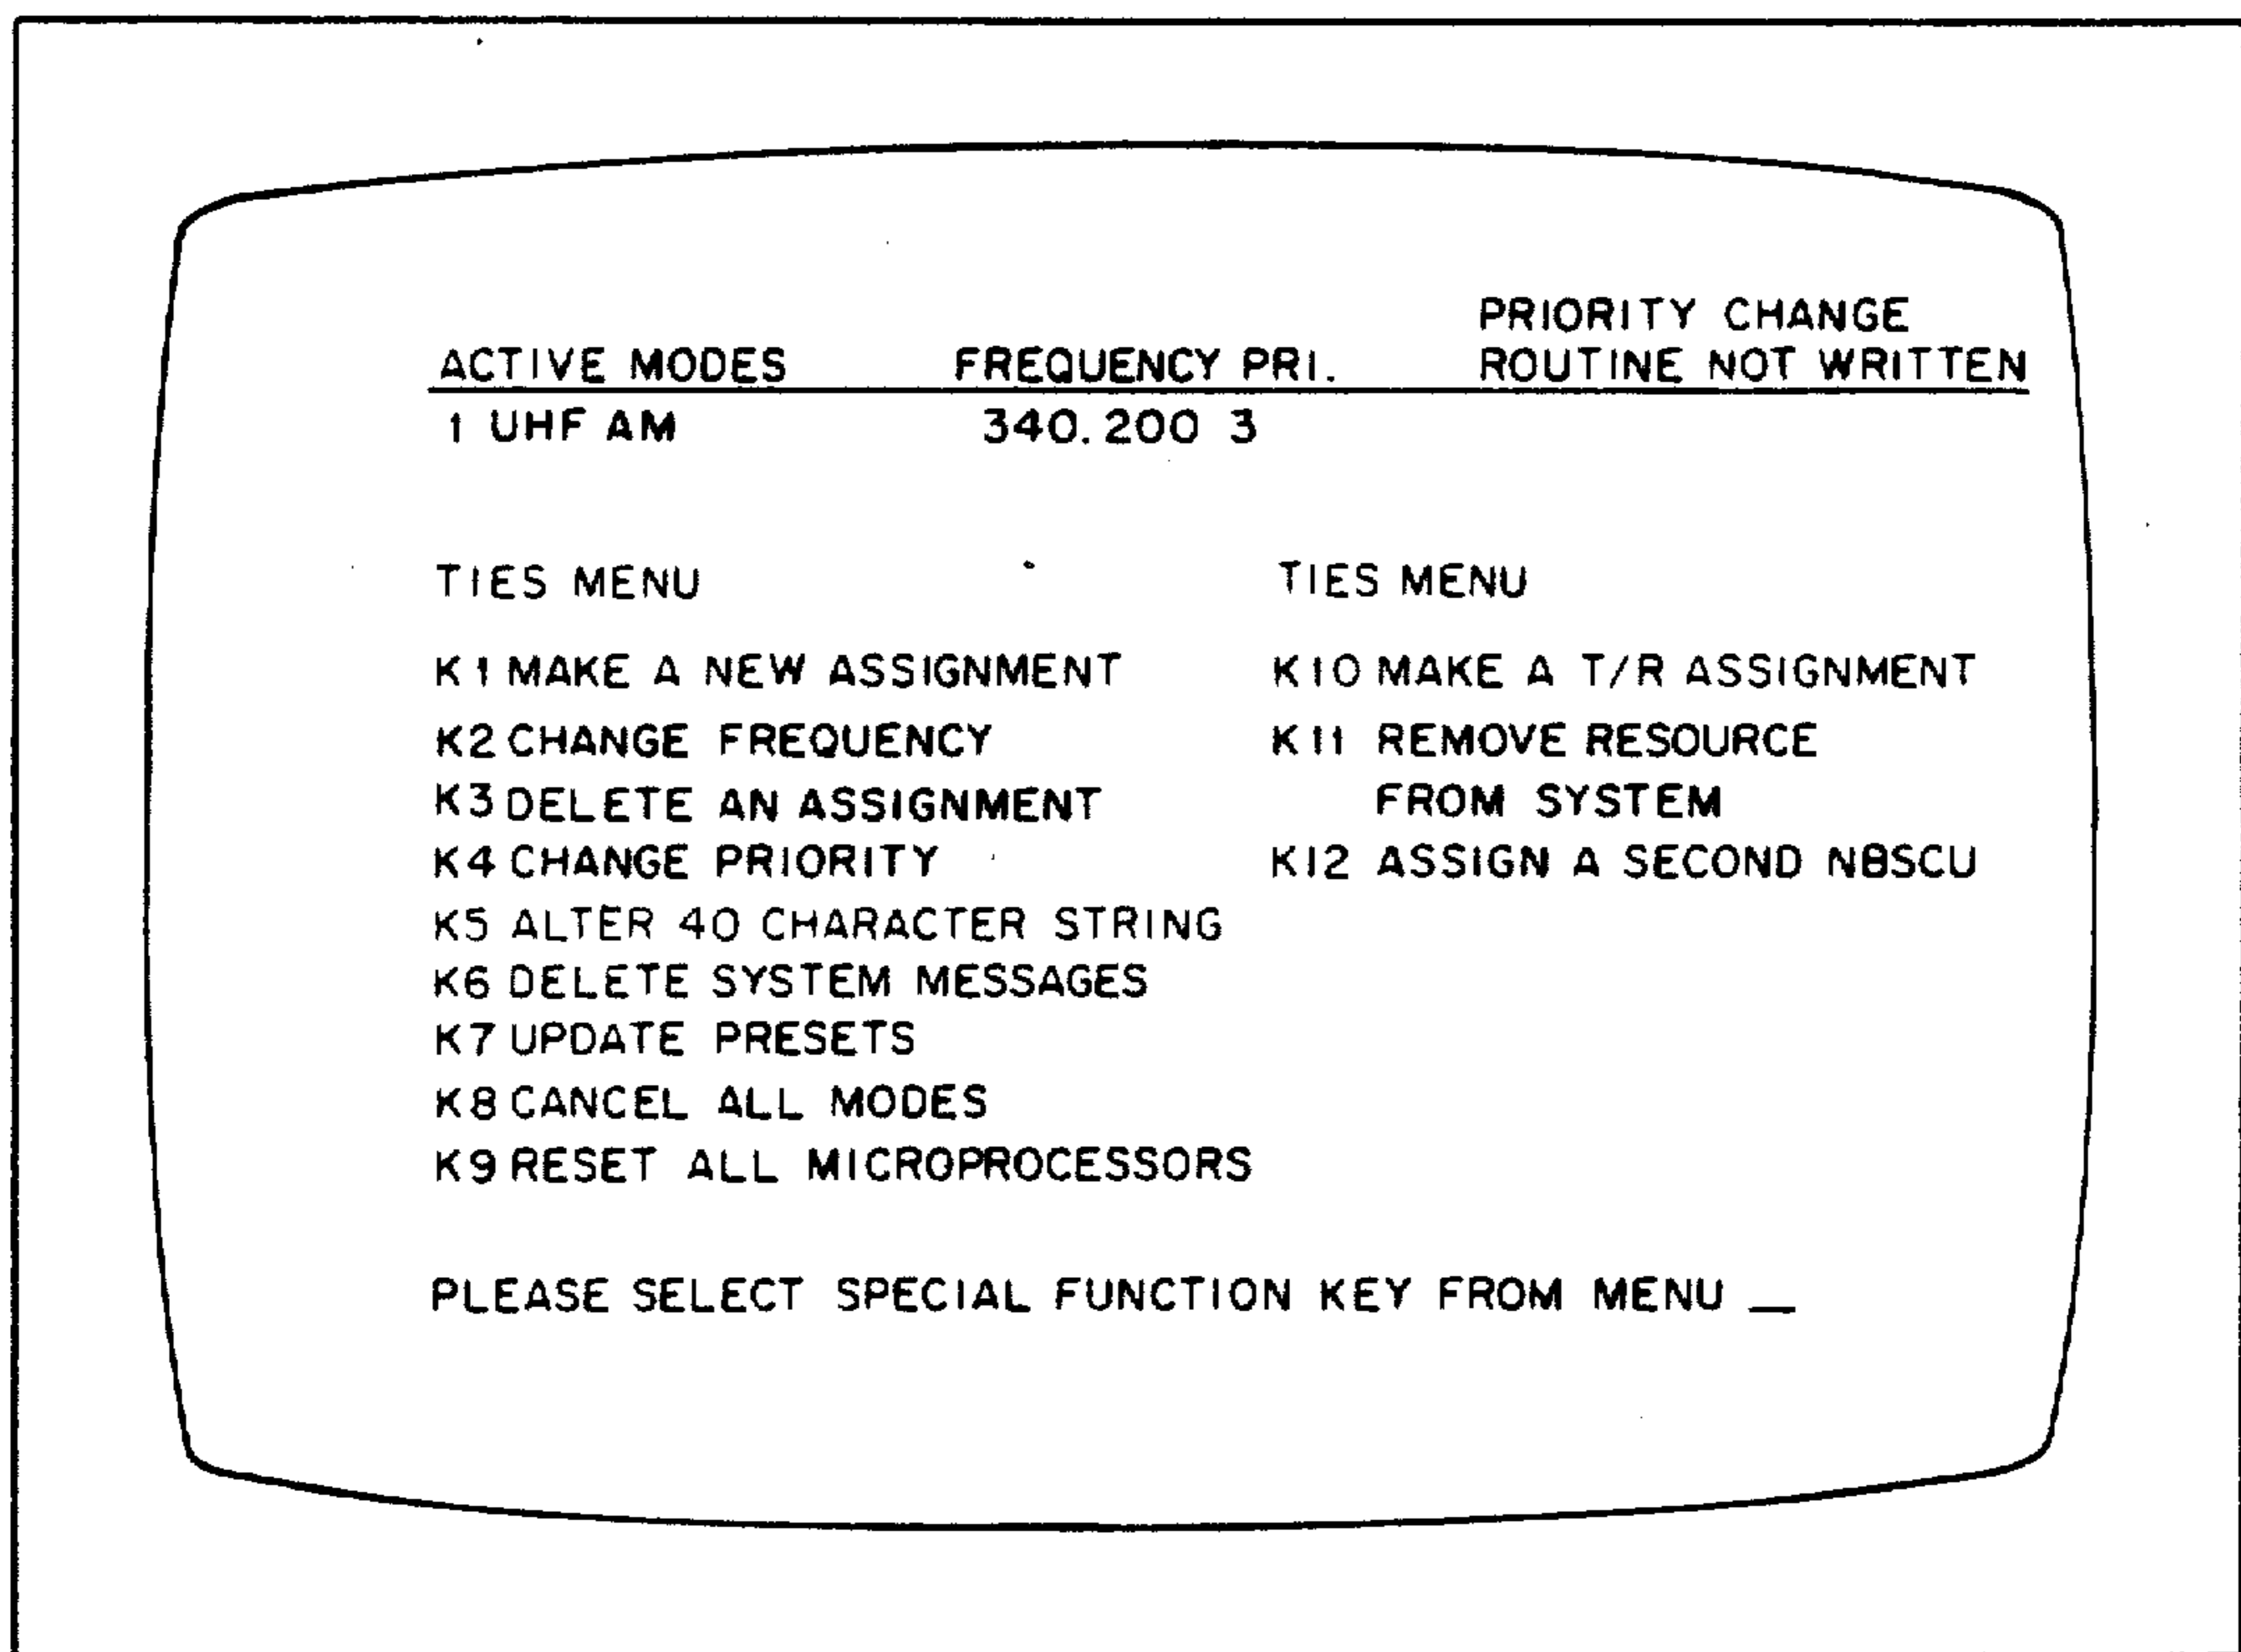 PRIORITY CHANGE
ACTIVE MODES FREQUENCY PRI. ROUTINE NOT WRITTEN
1 UHF AM 340.200 3
TIES MENU TIES MENU
K1 MAKE A NEW ASSIGNMENT K10 MAKE A T/R ASSIGNMENT
K2 CHANGE FREQUENCY K11 REMOVE RESOURCE
K3 DELETE AN ASSIGNMENT FROM SYSTEM
K4 CHANGE PRIORITY K12 ASSIGN A SECOND NBSCU
K5 ALTER 40 CHARACTER STRING
K6 DELETE SYSTEM MESSAGES
K7 UPDATE PRESETS
K8 CANCEL ALL MODES
K9 RESET ALL MICROPROCESSORS
PLEASE SELECT SPECIAL FUNCTION KEY FROM MENU __